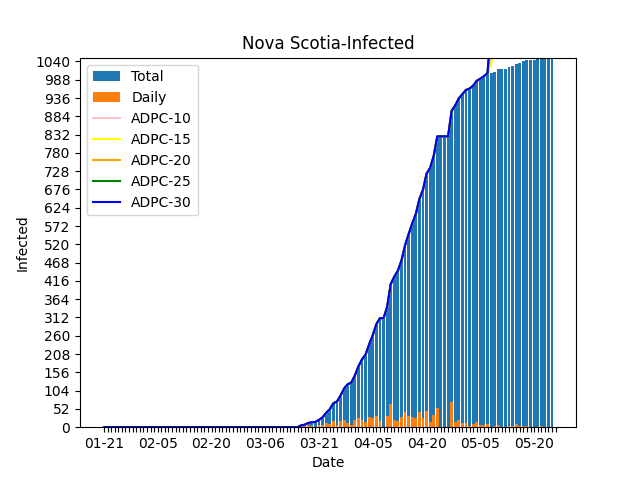 Nova Scotia-Infected
Total
Daily
ADPC-10
ADPC-15
ADPC-20
ADPC-25
ADPC-30
Infected
1040
988
936
884
832
780
728
676
624
572
520
468
416
364
312
260
208
156
104
52
0
01-21 02-05 02-20 03-06 03-21 04-05 04-20 05-05 05-20
Date